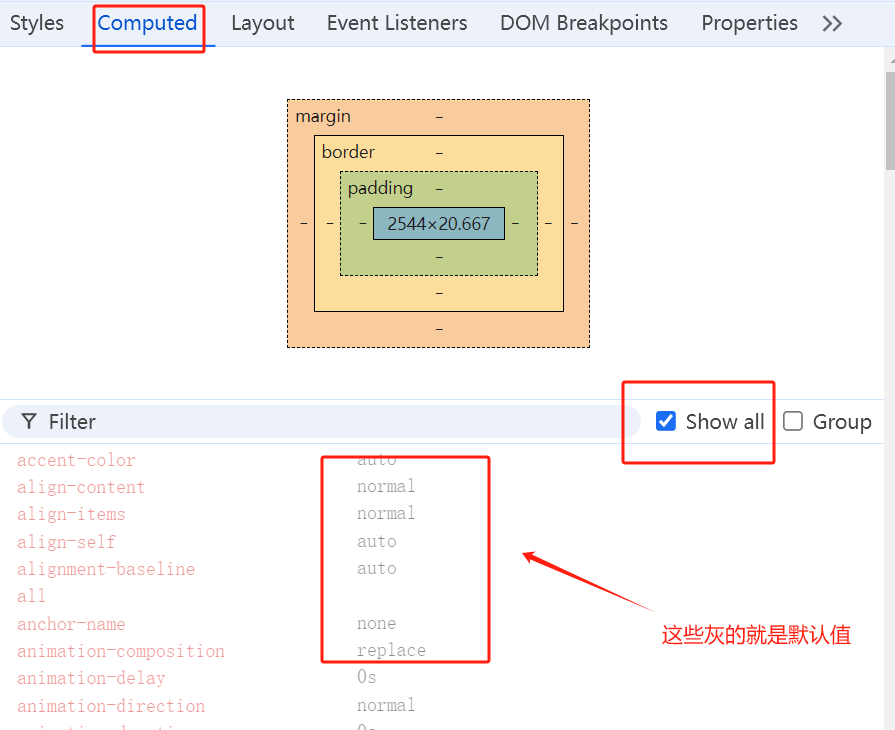 Styles Computed Layout Event Listeners DOM Breakpoints Properties >>
margin –
border –
padding –
– – – 2544×20.667 – – –
–
–
–
Filter Show all Group
accent-color auto
align-content normal
align-items normal
align-self auto
alignment-baseline auto
all
anchor-name none
这些灰的就是默认值
animation-composition replace
animation-delay 0s
animation-direction normal